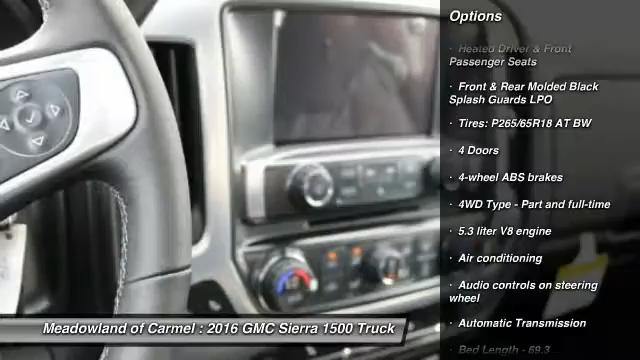 Options
· Heated Driver & Front
Passenger Seats
· Front & Rear Molded Black
Splash Guards LPO
· Tires: P265/65R18 AT BW
· 4 Doors
· 4-wheel ABS brakes
· 4WD Type - Part and full-time
· 5.3 liter V8 engine
· Air conditioning
· Audio controls on steering
wheel
· Automatic Transmission
· Bed Length - 69.3
Meadowland of Carmel : 2016 GMC Sierra 1500 Truck